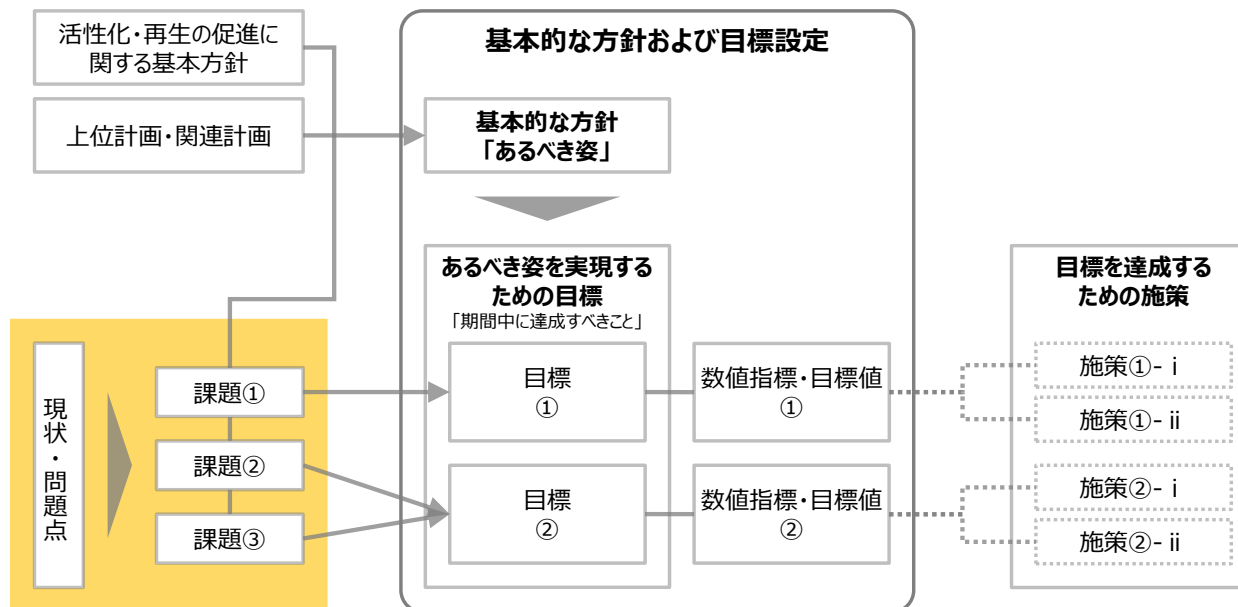 活性化・再生の促進に
関する基本方針
上位計画・関連計画
基本的な方針および目標設定
基本的な方針
「あるべき姿」
あるべき姿を実現する
ための目標
「期間中に達成すべきこと」
目標を達成する
ための施策
現状・問題点
課題①
課題②
課題③
目標
①
数値指標・目標値
①
目標
②
数値指標・目標値
②
施策①- i
施策①- ii
施策②- i
施策②- ii